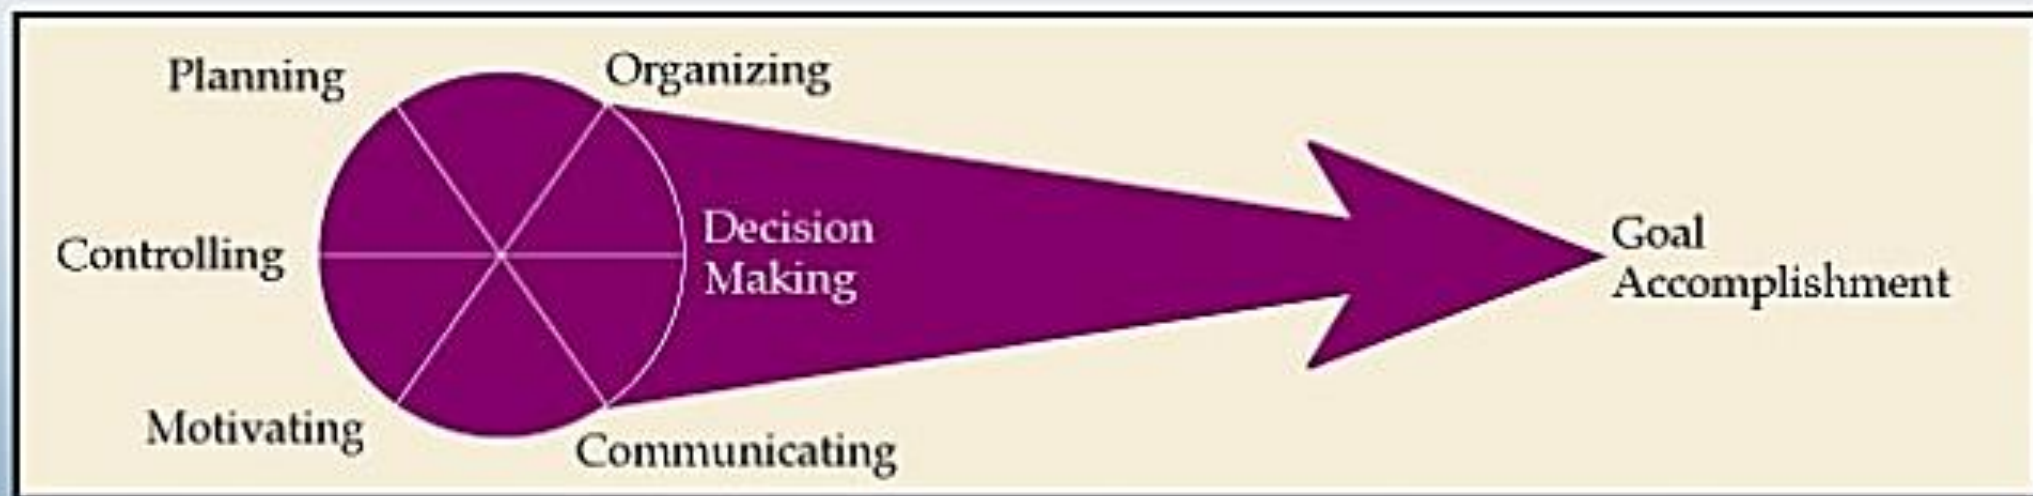 Planning
Organizing
Controlling
Decision
Making
Goal
Accomplishment
Motivating
Communicating